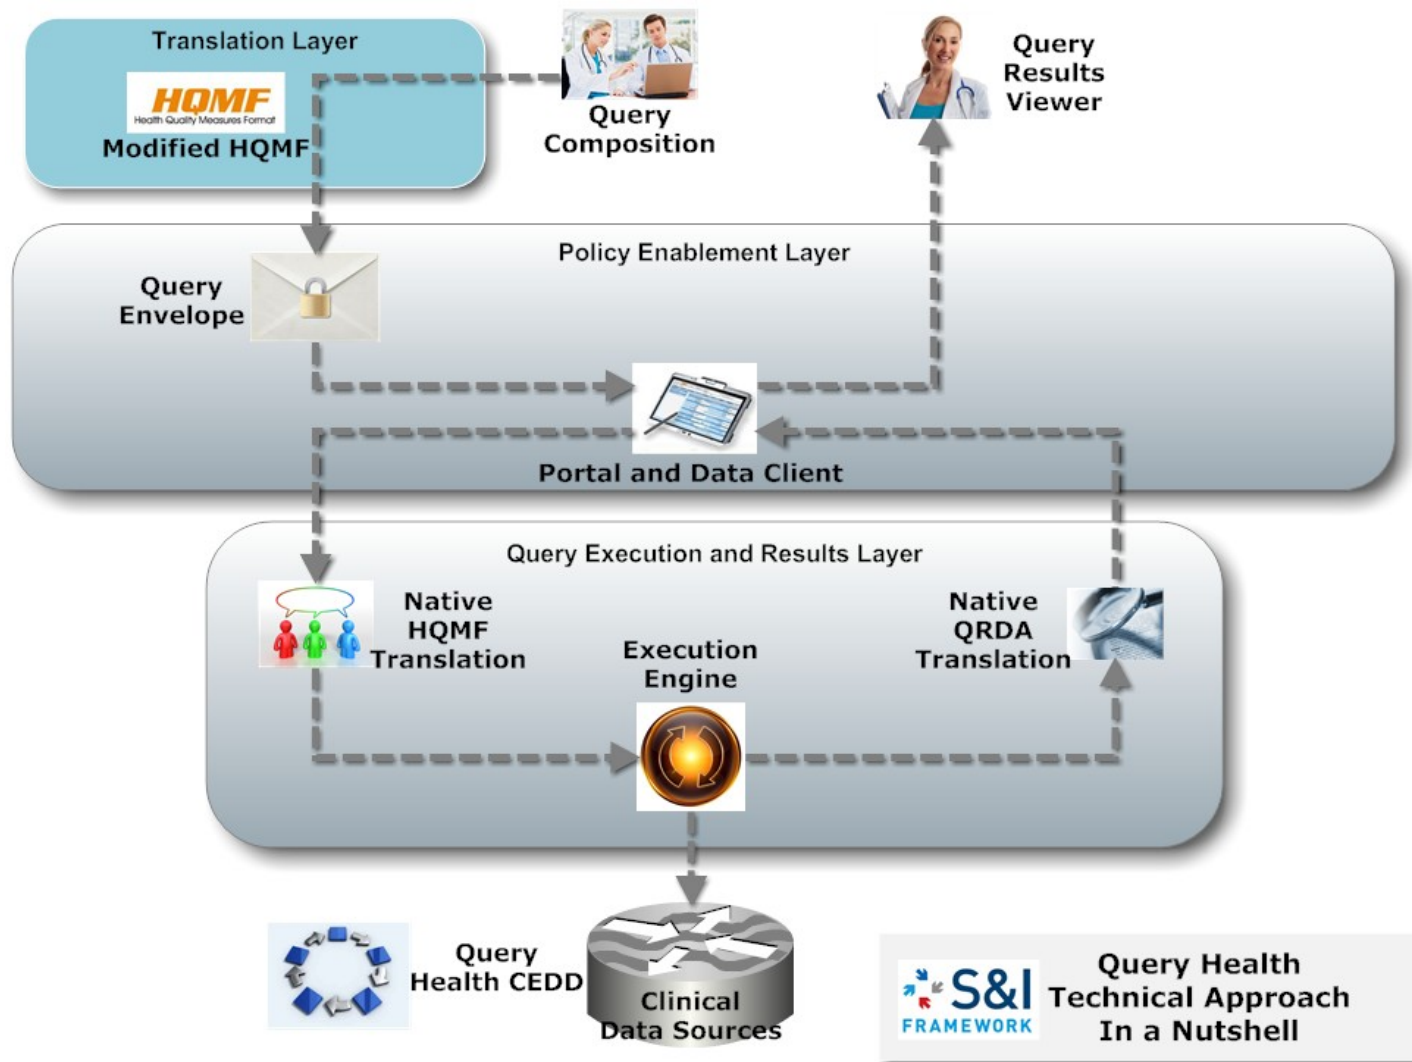 Translation Layer
HQMF
Health Quality Measures Format
Modified HQMF
Query
Composition
Query
Results
Viewer
Policy Enablement Layer
Query
Envelope
Portal and Data Client
Query Execution and Results Layer
Native
HQMF
Translation
Execution
Engine
Native
QRDA
Translation
Query
Health CEDD
Clinical
Data Sources
S&I
FRAMEWORK
Query Health
Technical Approach
In a Nutshell